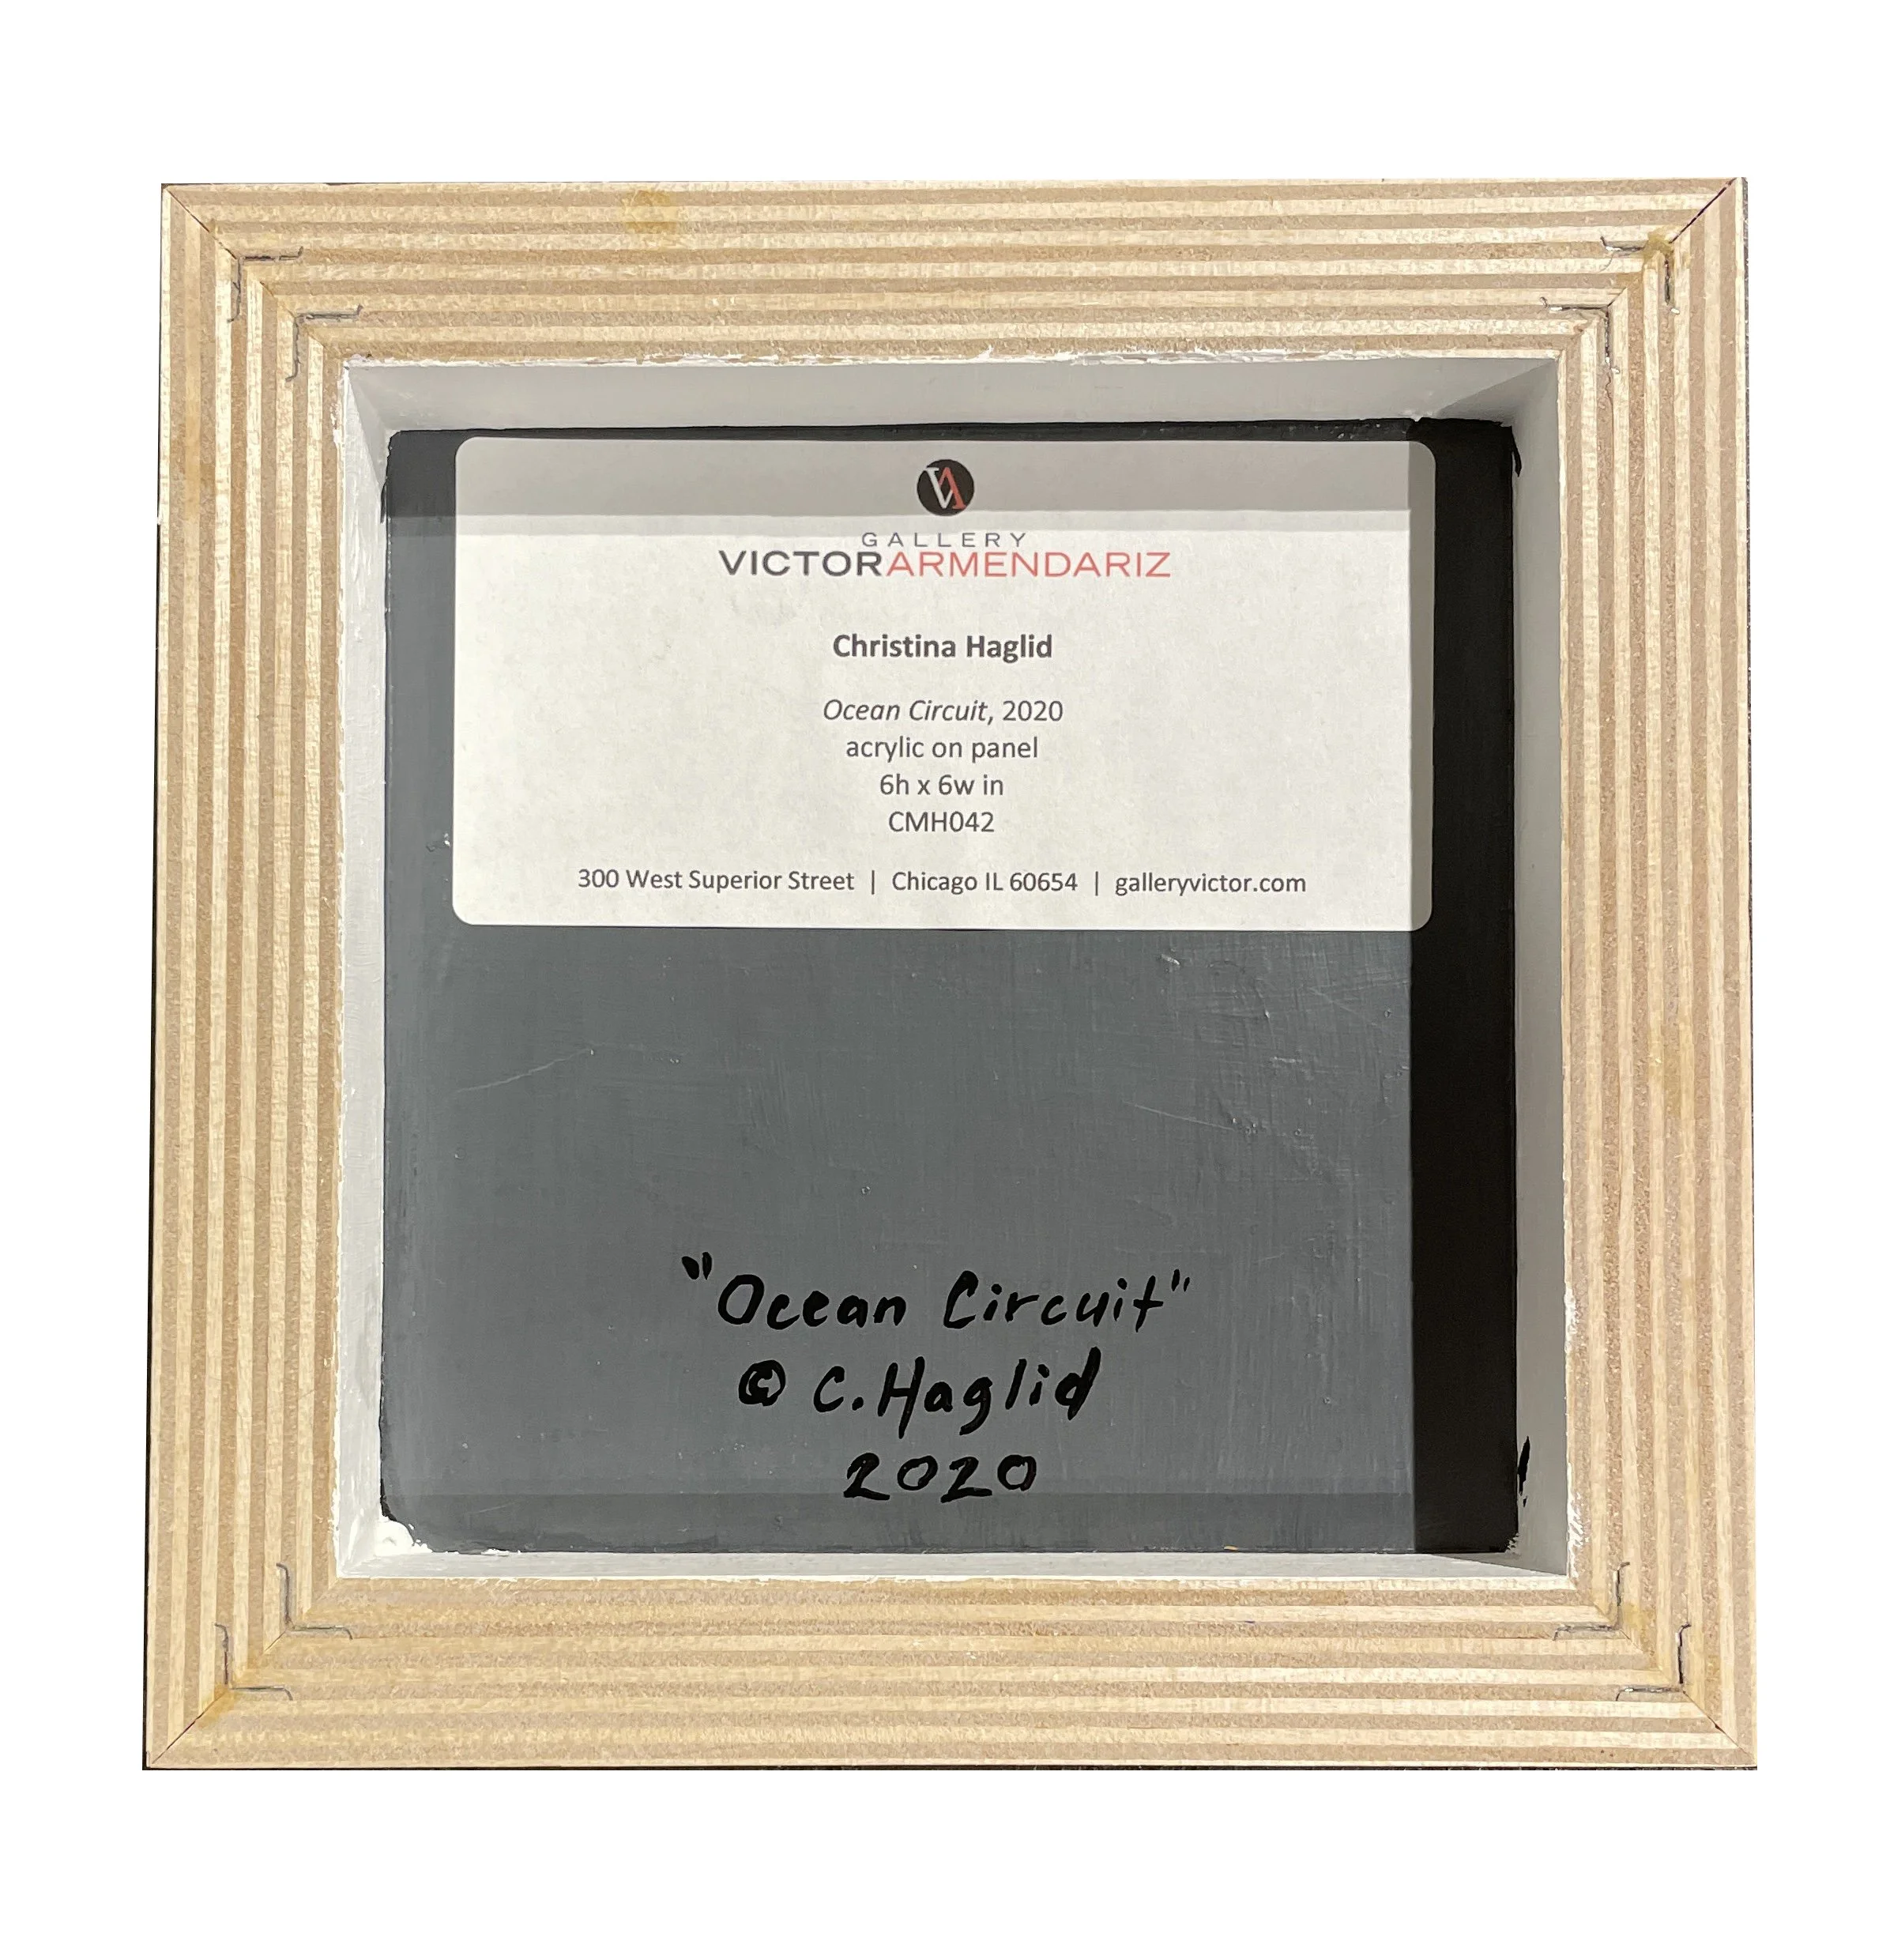 VA
GALLERY
VICTORARMENDARIZ
Christina Haglid
Ocean Circuit, 2020
acrylic on panel
6h x 6w in
CMH042
300 West Superior Street | Chicago IL 60654 | galleryvictor.com
"Ocean Circuit"
© C. Haglid
2020